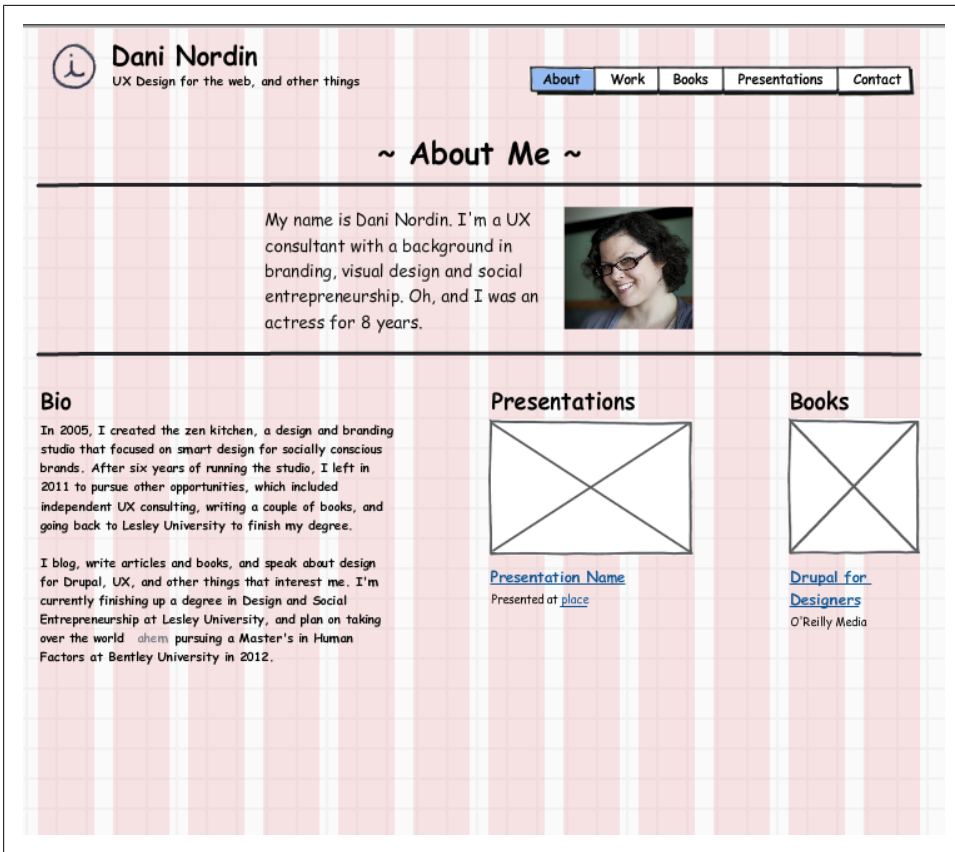 i
Dani Nordin
UX Design for the web, and other things
About Work Books Presentations Contact
~ About Me ~
My name is Dani Nordin. I'm a UX
consultant with a background in
branding, visual design and social
entrepreneurship. Oh, and I was an
actress for 8 years.
Bio
In 2005, I created the zen kitchen, a design and branding
studio that focused on smart design for socially conscious
brands. After six years of running the studio, I left in
2011 to pursue other opportunities, which included
independent UX consulting, writing a couple of books, and
going back to Lesley University to finish my degree.
I blog, write articles and books, and speak about design
for Drupal, UX, and other things that interest me. I'm
currently finishing up a degree in Design and Social
Entrepreneurship at Lesley University, and plan on taking
over the world ahem pursuing a Master's in Human
Factors at Bentley University in 2012.
Presentations
Presentation Name
Presented at place
Books
Drupal for
Designers
O'Reilly Media